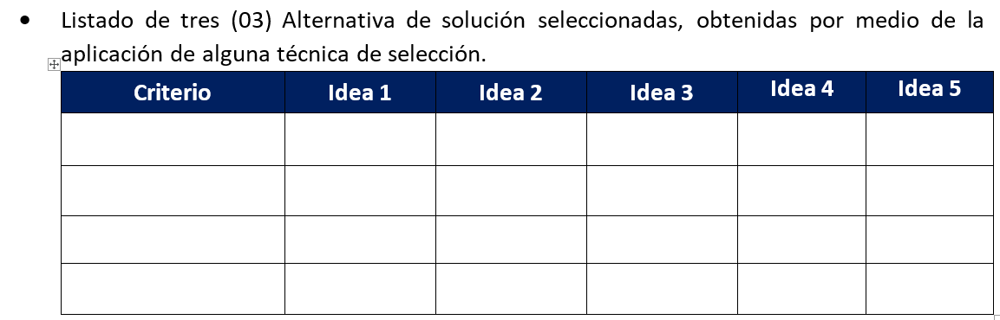 • Listado de tres (03) Alternativa de solución seleccionadas, obtenidas por medio de la
aplicación de alguna técnica de selección.
Criterio Idea 1 Idea 2 Idea 3 Idea 4 Idea 5